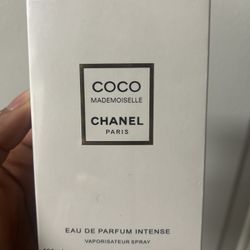 COCO
MADEMOISELLE
CHANEL
PARIS
EAU DE PARFUM INTENSE
VAPORISATEUR SPRAY